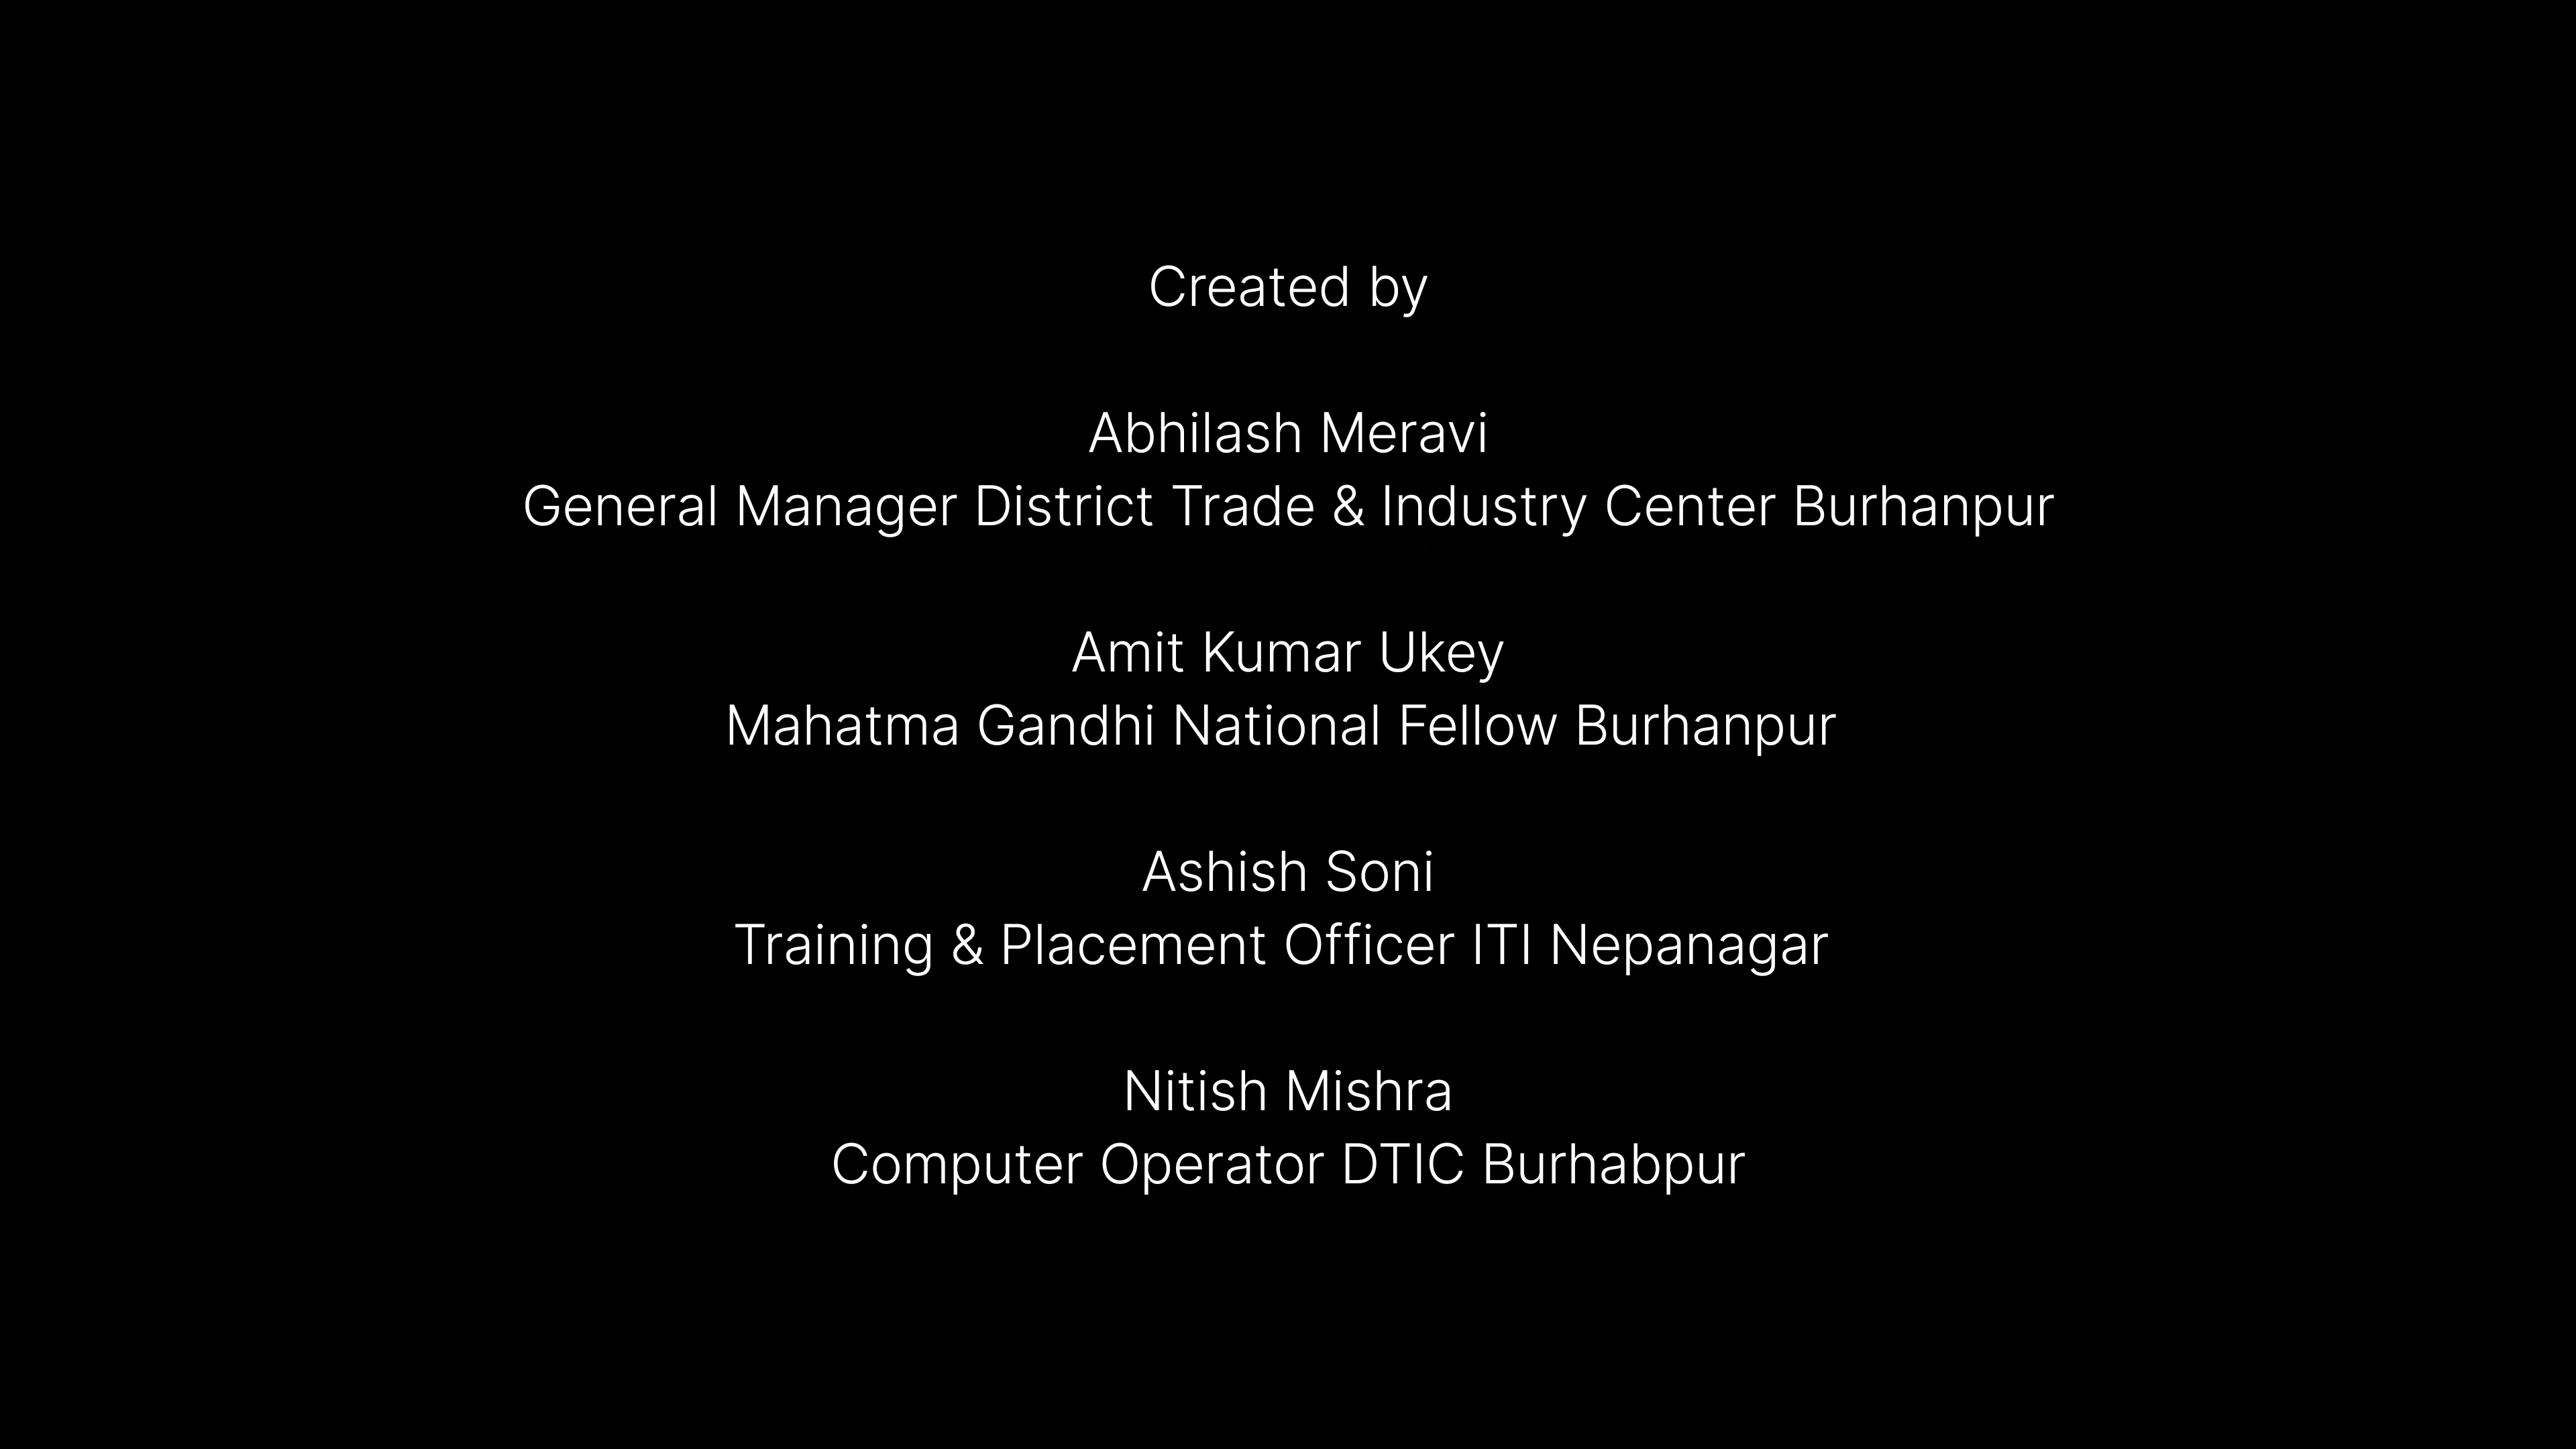 Created by
Abhilash Meravi
General Manager District Trade & Industry Center Burhanpur
Amit Kumar Ukey
Mahatma Gandhi National Fellow Burhanpur
Ashish Soni
Training & Placement Officer ITI Nepanagar
Nitish Mishra
Computer Operator DTIC Burhabpur